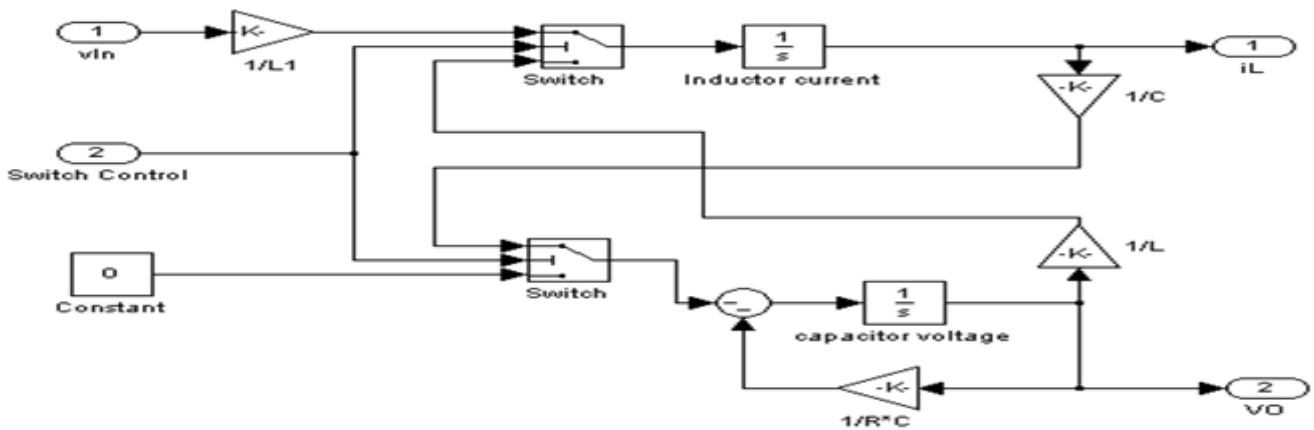 1
vIn
K-
1/L1
Switch
1
s
Inductor current
1
iL
-K-
1/C
2
Switch Control
0
Constant
Switch
-K-
1/L
1
s
capacitor voltage
-K-
1/R*C
2
VO